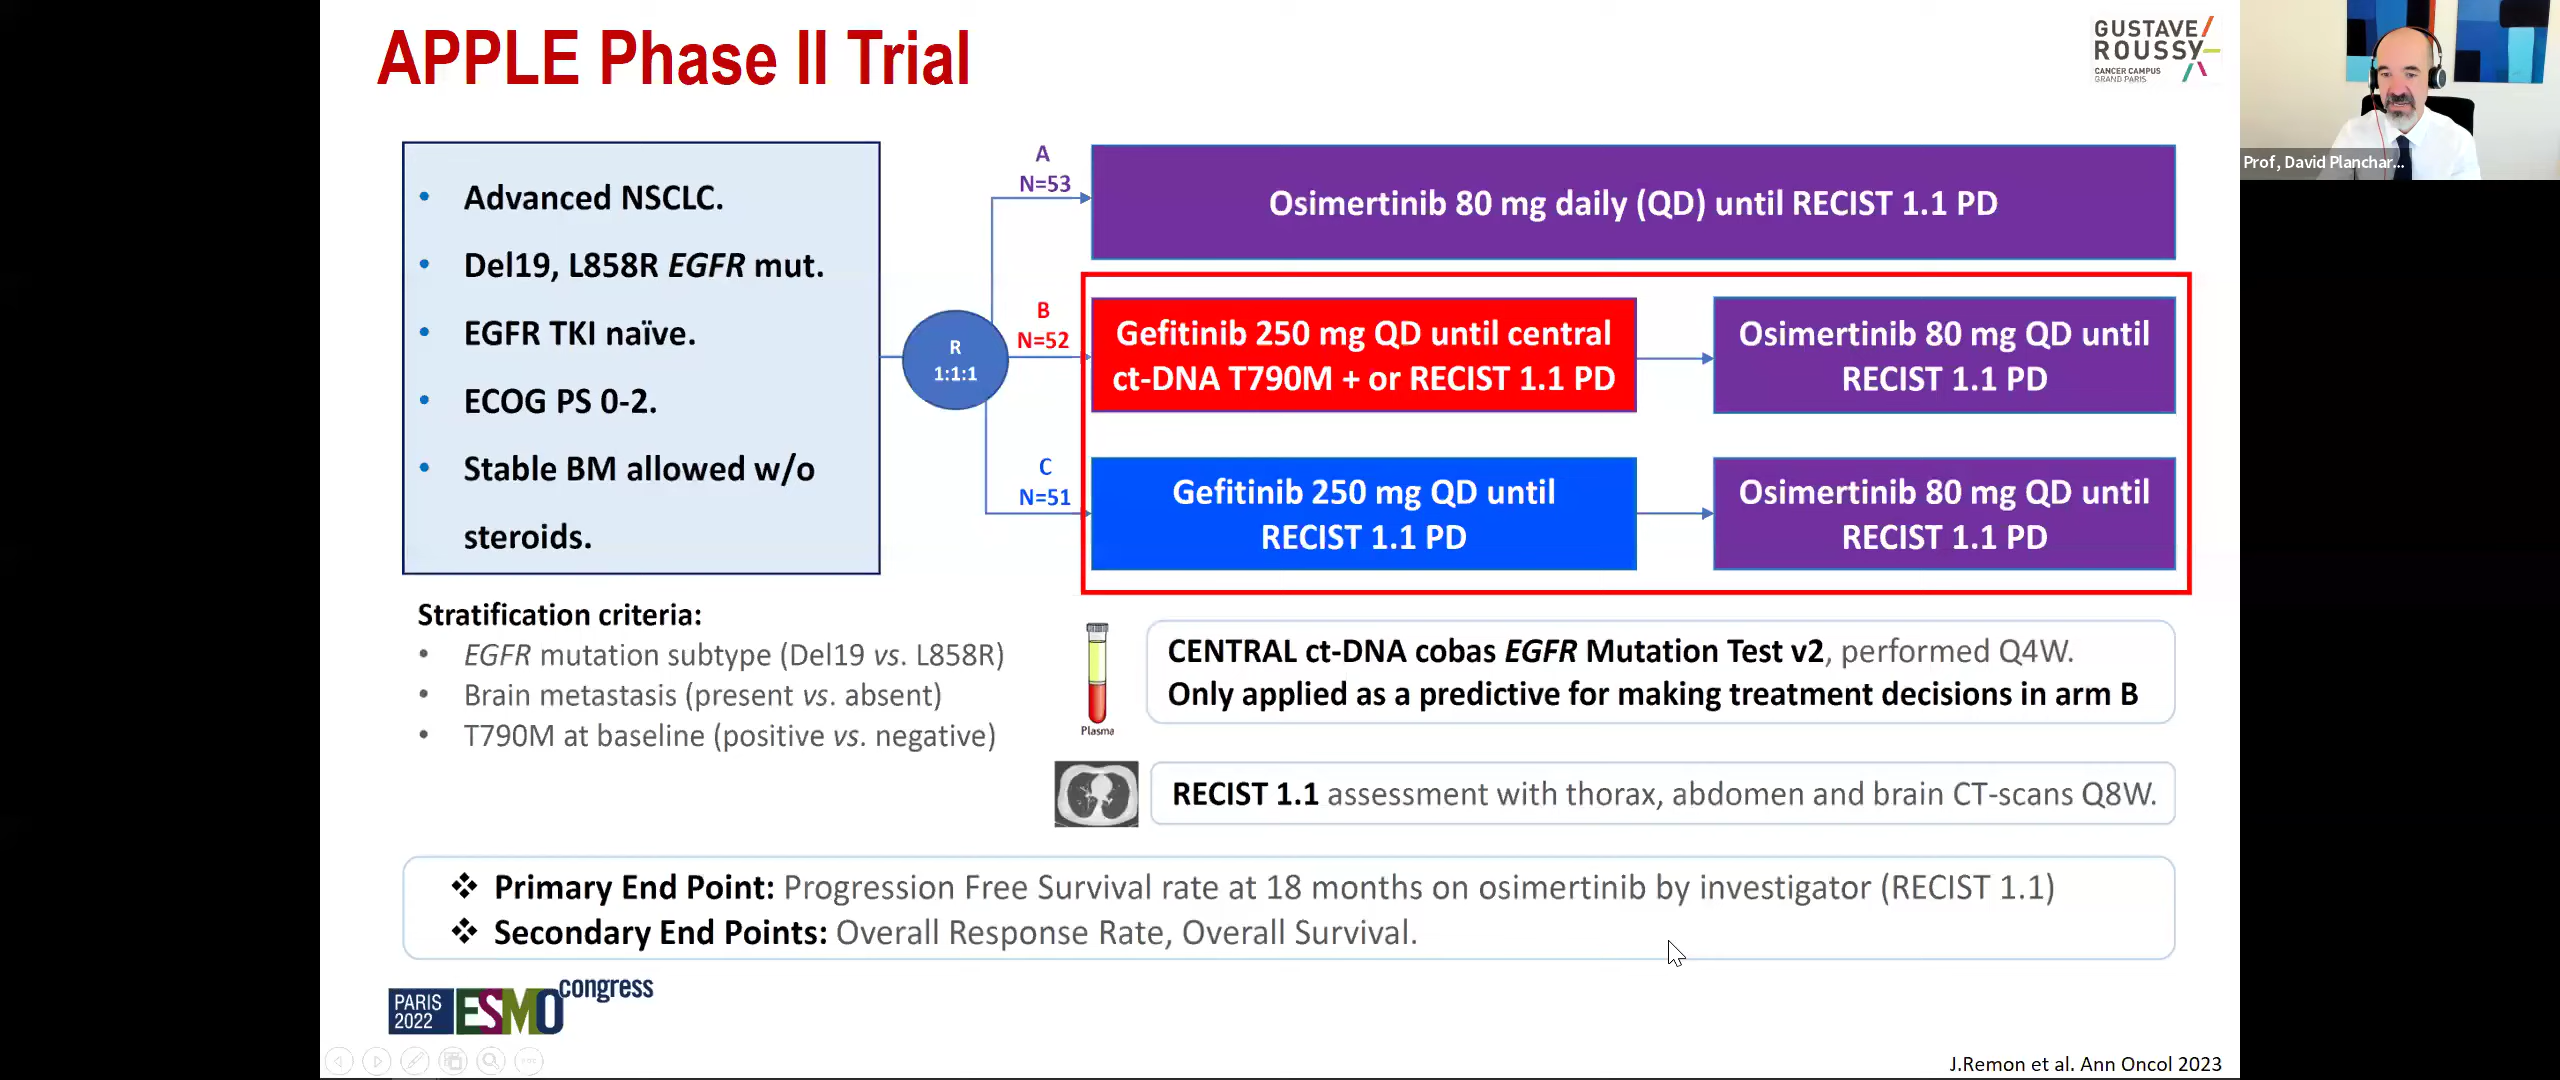 APPLE Phase II Trial
GUSTAVE/
ROUSSY
CANCER CAMPUS
GRAND PARIS
Prof, David Planchar...
• Advanced NSCLC.
• Del19, L858R EGFR mut.
• EGFR TKI naïve.
• ECOG PS 0-2.
• Stable BM allowed w/o
steroids.
R
1:1:1
A
N=53
Osimertinib 80 mg daily (QD) until RECIST 1.1 PD
B
N=52
Gefitinib 250 mg QD until central
ct-DNA T790M + or RECIST 1.1 PD
Osimertinib 80 mg QD until
RECIST 1.1 PD
C
N=51
Gefitinib 250 mg QD until
RECIST 1.1 PD
Osimertinib 80 mg QD until
RECIST 1.1 PD
Stratification criteria:
• EGFR mutation subtype (Del19 vs. L858R)
• Brain metastasis (present vs. absent)
• T790M at baseline (positive vs. negative)
Plasma
CENTRAL ct-DNA cobas EGFR Mutation Test v2, performed Q4W.
Only applied as a predictive for making treatment decisions in arm B
RECIST 1.1 assessment with thorax, abdomen and brain CT-scans Q8W.
❖ Primary End Point: Progression Free Survival rate at 18 months on osimertinib by investigator (RECIST 1.1)
❖ Secondary End Points: Overall Response Rate, Overall Survival.
PARIS
2022
ESMO congress
J.Remon et al. Ann Oncol 2023